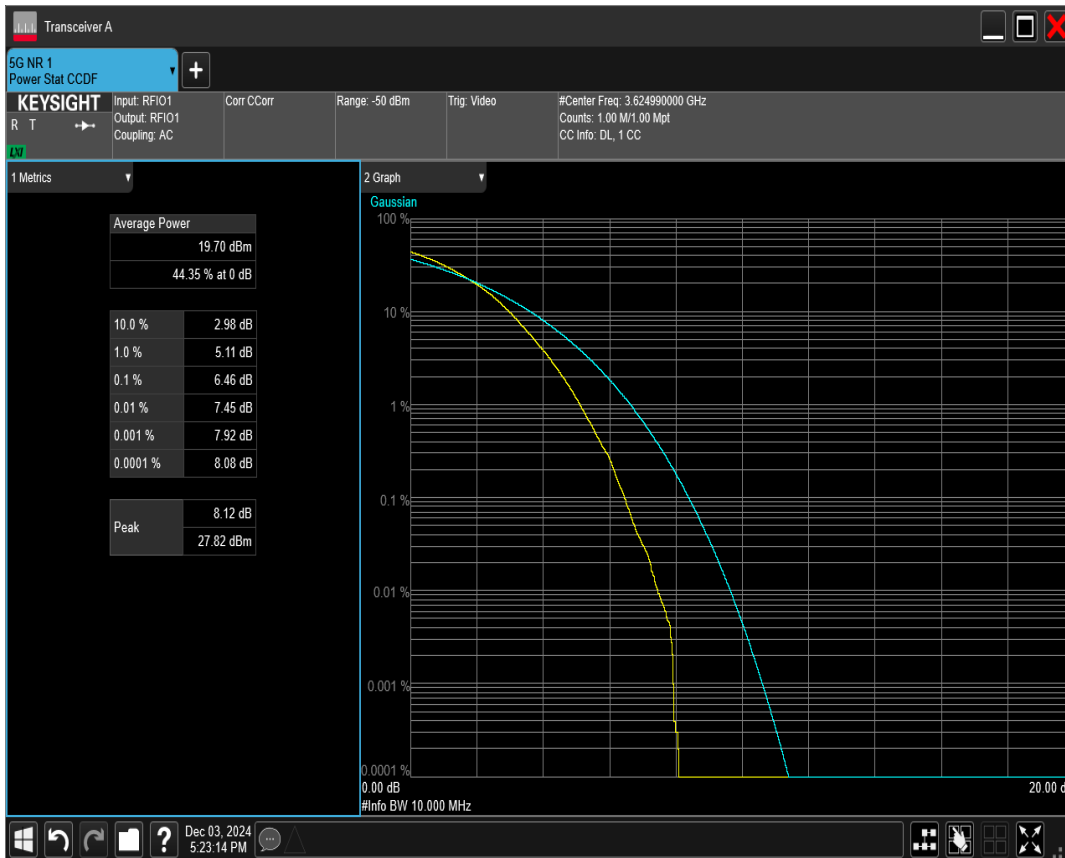 Transceiver A
5G NR 1
Power Stat CCDF
KEYSIGHT
R T
LXI
Input: RFIO1
Output: RFIO1
Coupling: AC
Corr CCorr
Range: -50 dBm
Trig: Video
#Center Freq: 3.624990000 GHz
Counts: 1.00 M/1.00 Mpt
CC Info: DL, 1 CC
1 Metrics
Average Power
19.70 dBm
44.35 % at 0 dB
10.0 % 2.98 dB
1.0 % 5.11 dB
0.1 % 6.46 dB
0.01 % 7.45 dB
0.001 % 7.92 dB
0.0001 % 8.08 dB
Peak
8.12 dB
27.82 dBm
2 Graph
Gaussian
100 %
10 %
1 %
0.1 %
0.01 %
0.001 %
0.0001 %
0.00 dB
20.00 d
#Info BW 10.000 MHz
Dec 03, 2024
5:23:14 PM